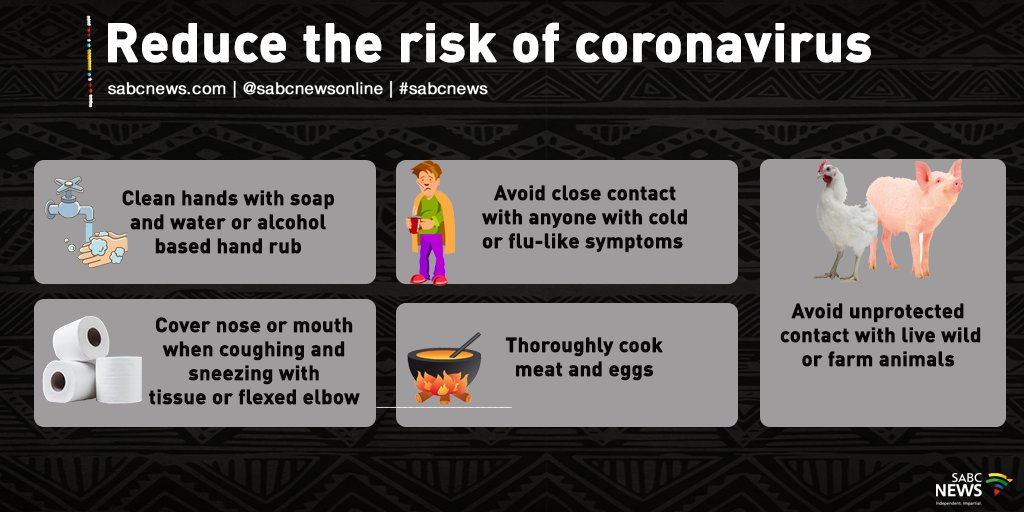 Reduce the risk of coronavirus
sabcnews.com | @sabcnewsonline | #sabcnews
Clean hands with soap
and water or alcohol
based hand rub
Avoid close contact
with anyone with cold
or flu-like symptoms
Avoid unprotected
contact with live wild
or farm animals
Cover nose or mouth
when coughing and
sneezing with
tissue or flexed elbow
Thoroughly cook
meat and eggs
SABC
NEWS
Independent. Impartial.